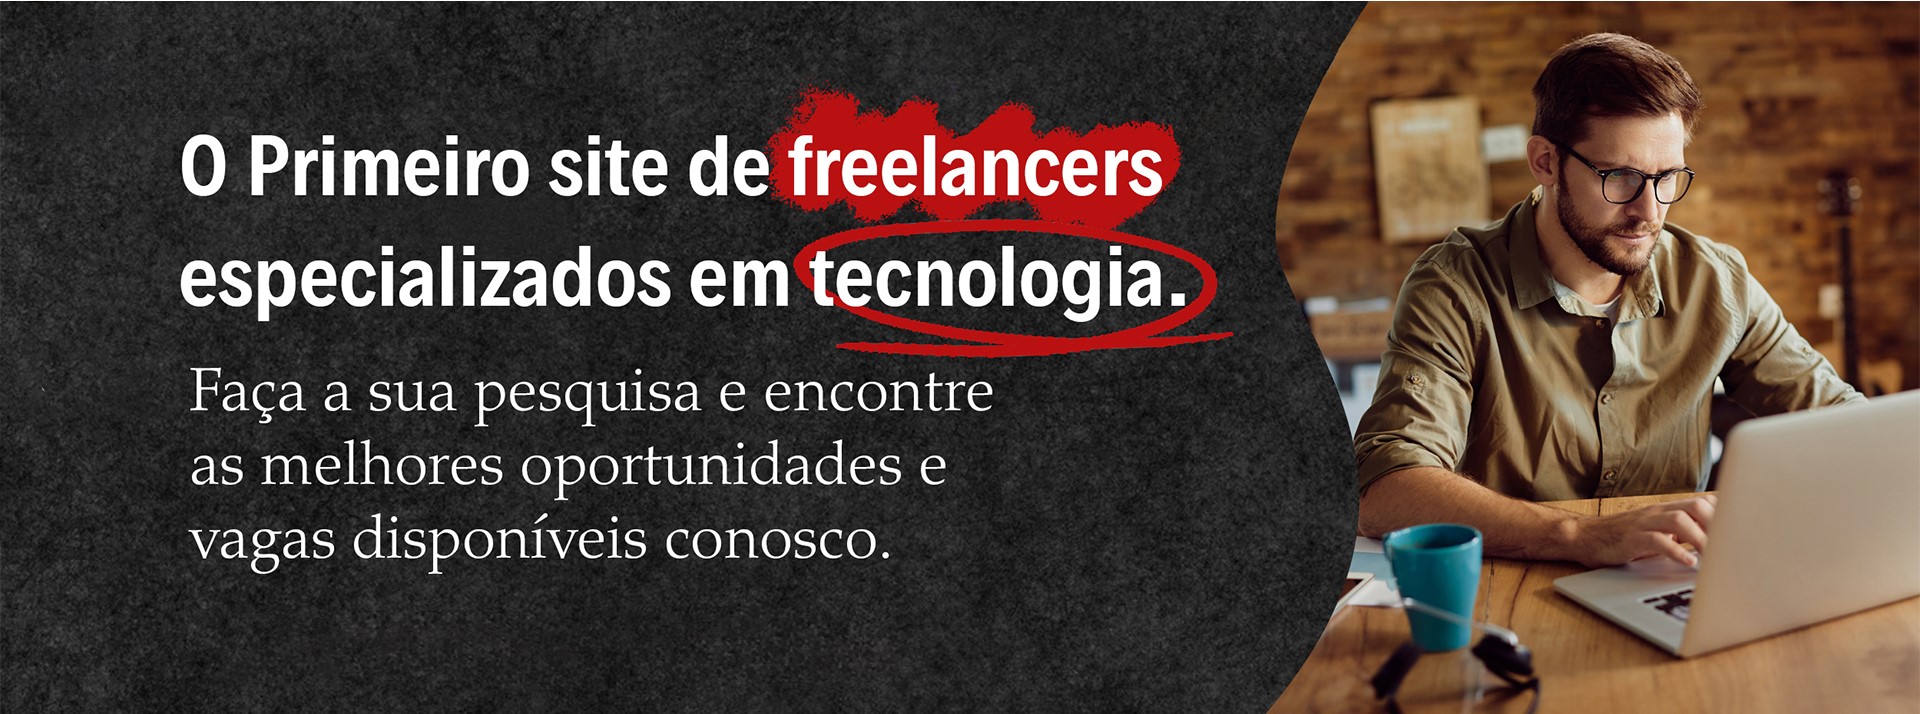 O Primeiro site de freelancers
especializados em tecnologia.
Faça a sua pesquisa e encontre
as melhores oportunidades e
vagas disponíveis conosco.